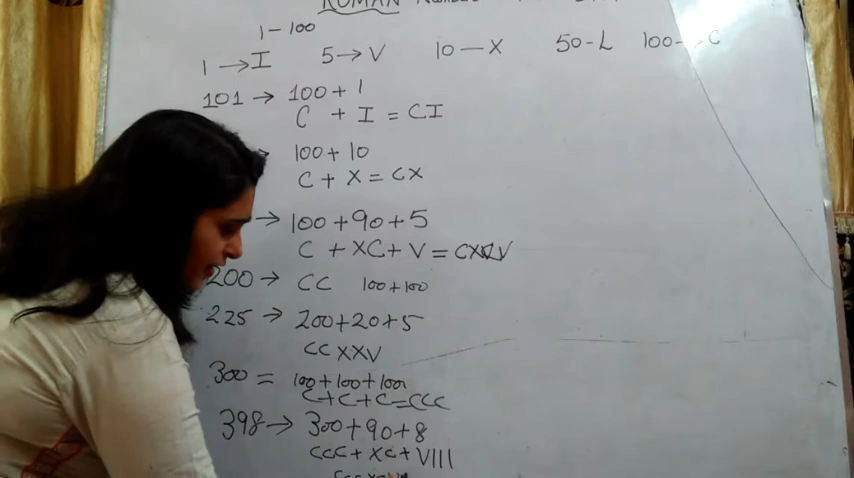 ROMAN
1-100
1 → I 5 → V 10 — X 50 - L 100 - C
101 → 100 + 1
C + I = CI
→ 100 + 10
C + X = CX
→ 100 + 90 + 5
C + XC + V = CXCV
200 → CC 100 + 100
225 → 200 + 20 + 5
CCXXV
300 = 100 + 100 + 100
C + C + C = CCC
398 → 300 + 90 + 8
CCC + XC + VIII